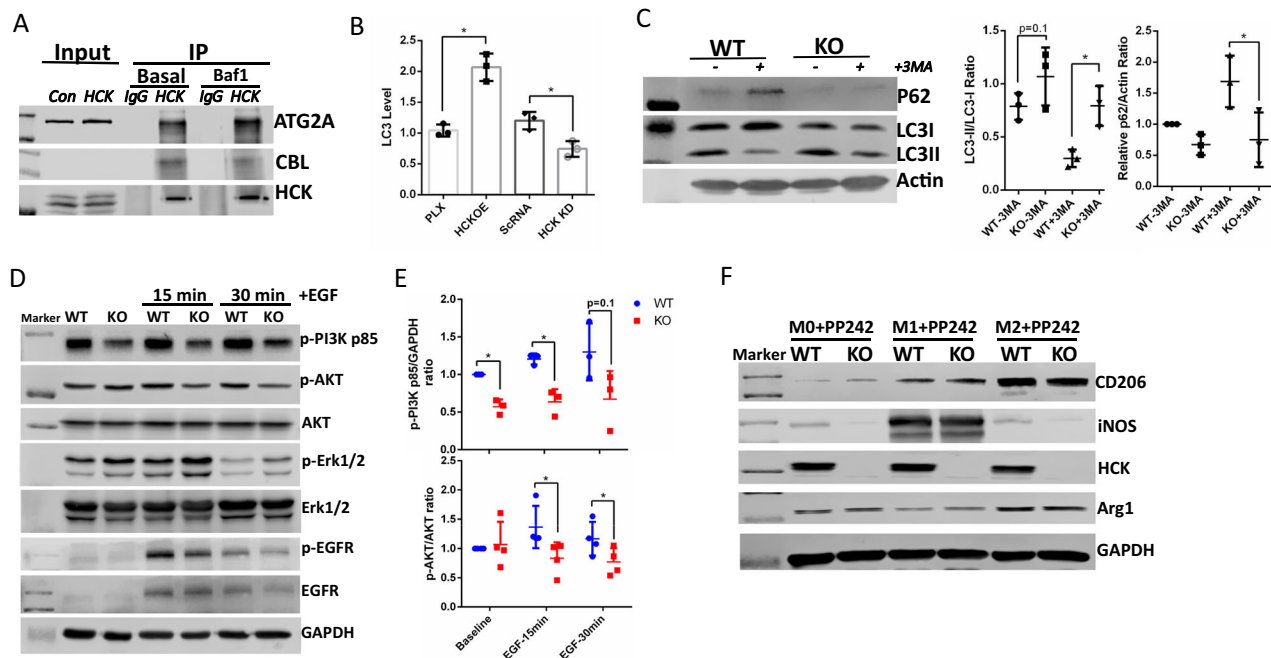 A
Input
IP
Basal
Baf1
Con HCK IgG HCK IgG HCK
ATG2A
CBL
HCK
B
LC3 Level
2.5
2.0
1.5
1.0
0.5
0.0
*
*
PLX
HCKOE
ScRNA
HCK KD
C
WT KO
- + - + +3MA
P62
LC3I
LC3II
Actin
LC3-II/LC3-I Ratio
1.5
1.0
0.5
0.0
p=0.1
*
WT-3MA
KO-3MA
WT+3MA
KO+3MA
Relative p62/Actin Ratio
2.5
2.0
1.5
1.0
0.5
0.0
*
WT-3MA
KO-3MA
WT+3MA
KO+3MA
D
15 min 30 min +EGF
Marker WT KO WT KO WT KO
p-PI3K p85
p-AKT
AKT
p-Erk1/2
Erk1/2
p-EGFR
EGFR
GAPDH
E
p-PI3K p85/GAPDH
ratio
2.0
1.5
1.0
0.5
0.0
*
*
p=0.1
WT
KO
p-AKT/AKT ratio
2.0
1.5
1.0
0.5
0.0
*
*
Baseline
EGF-15min
EGF-30min
F
M0+PP242 M1+PP242 M2+PP242
Marker WT KO WT KO WT KO
CD206
iNOS
HCK
Arg1
GAPDH